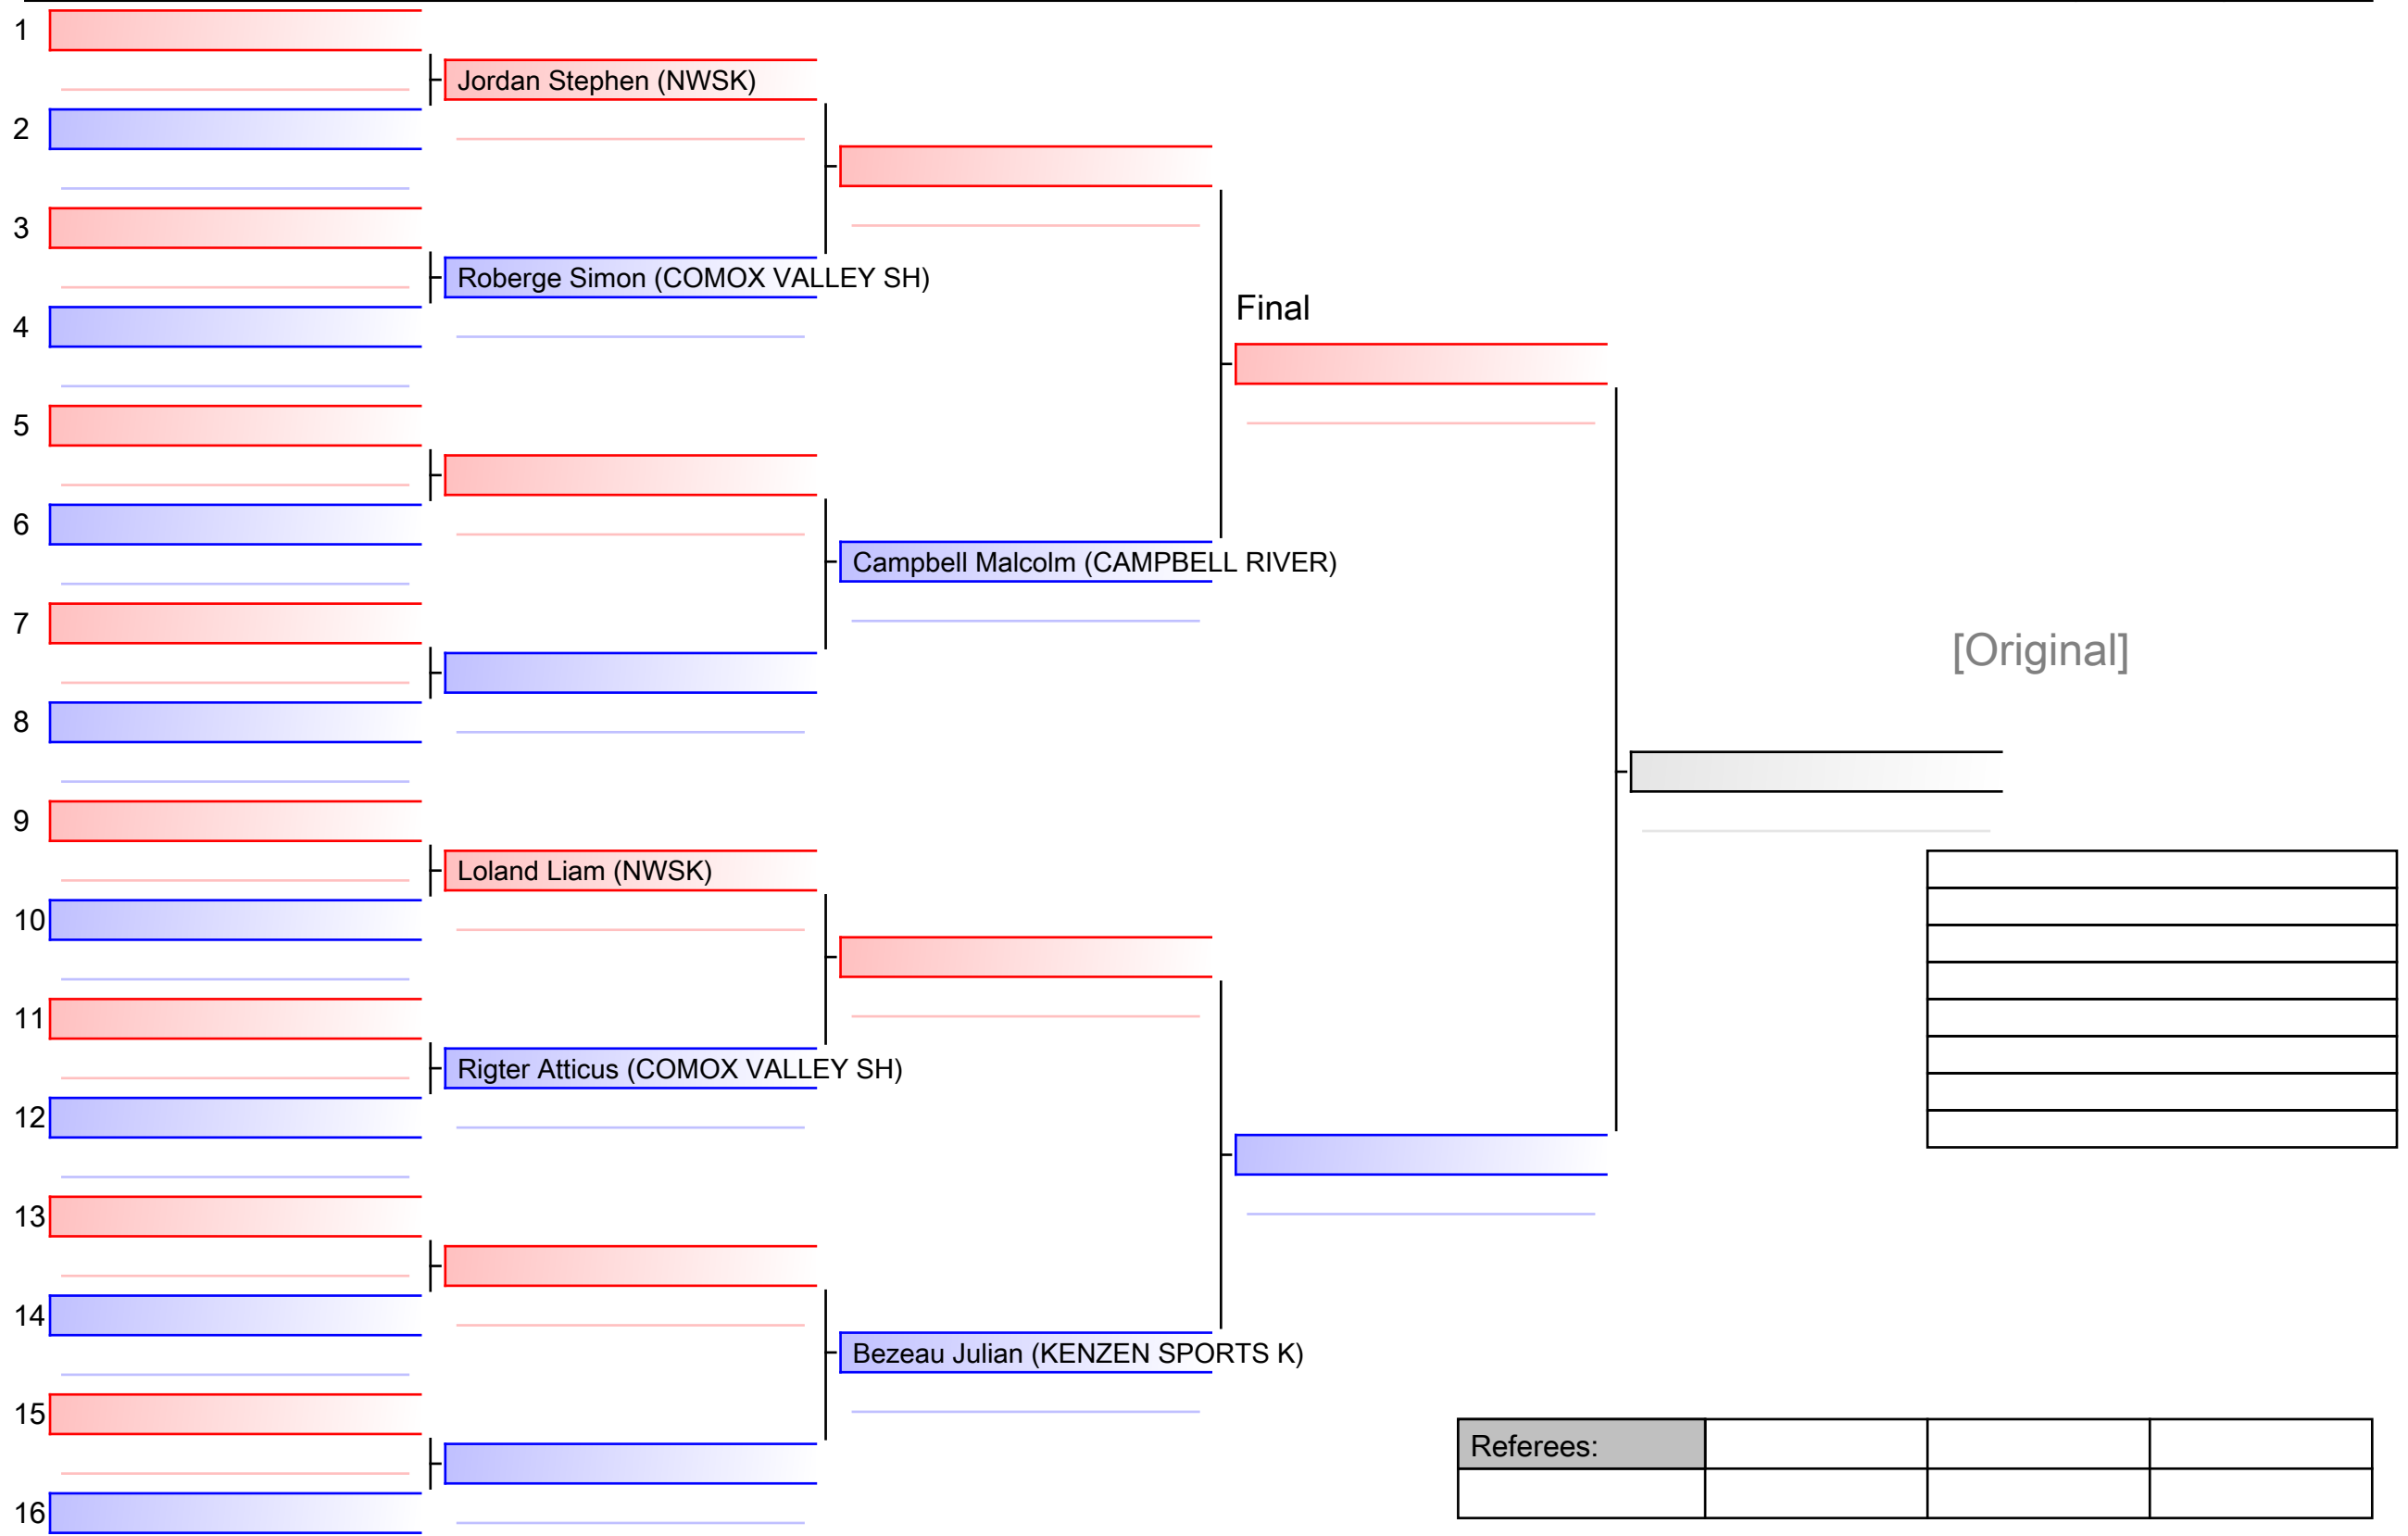 1
Jordan Stephen (NWSK)
2
3
Roberge Simon (COMOX VALLEY SH)
Final
4
5
6
Campbell Malcolm (CAMPBELL RIVER)
7
[Original]
8
9
Loland Liam (NWSK)
10
11
Rigter Atticus (COMOX VALLEY SH)
12
13
14
Bezeau Julian (KENZEN SPORTS K)
15
Referees:
16